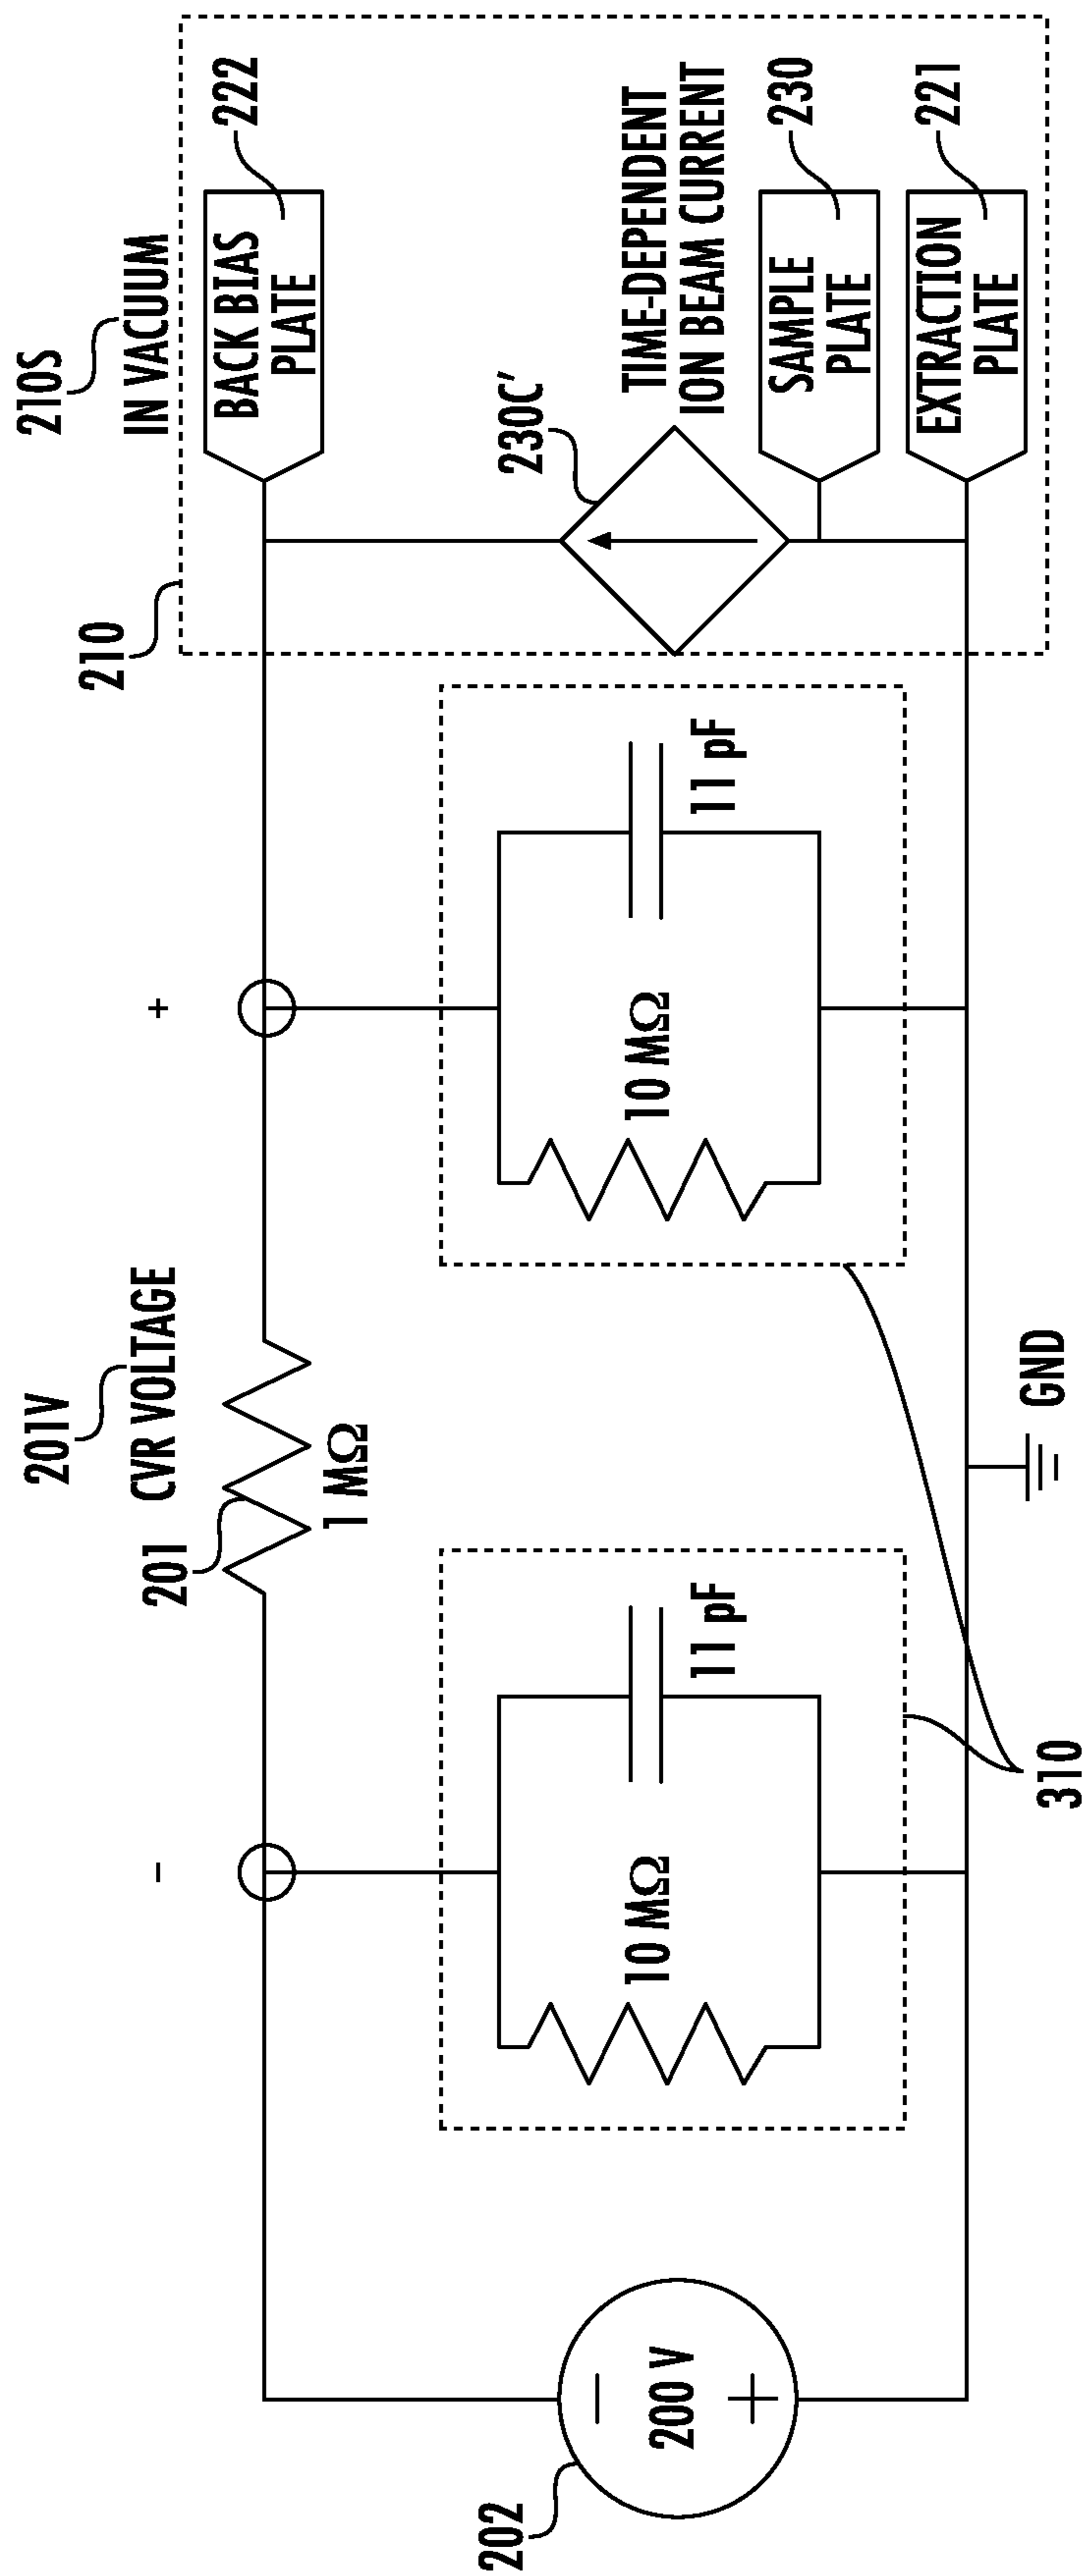 210S
IN VACUUM
210
BACK BIAS
PLATE
222
230C'
TIME-DEPENDENT
ION BEAM CURRENT
SAMPLE
PLATE
230
EXTRACTION
PLATE
221
201V
CVR VOLTAGE
201
1 MΩ
-
+
10 MΩ
11 pF
10 MΩ
11 pF
310
GND
202
−
200 V
+